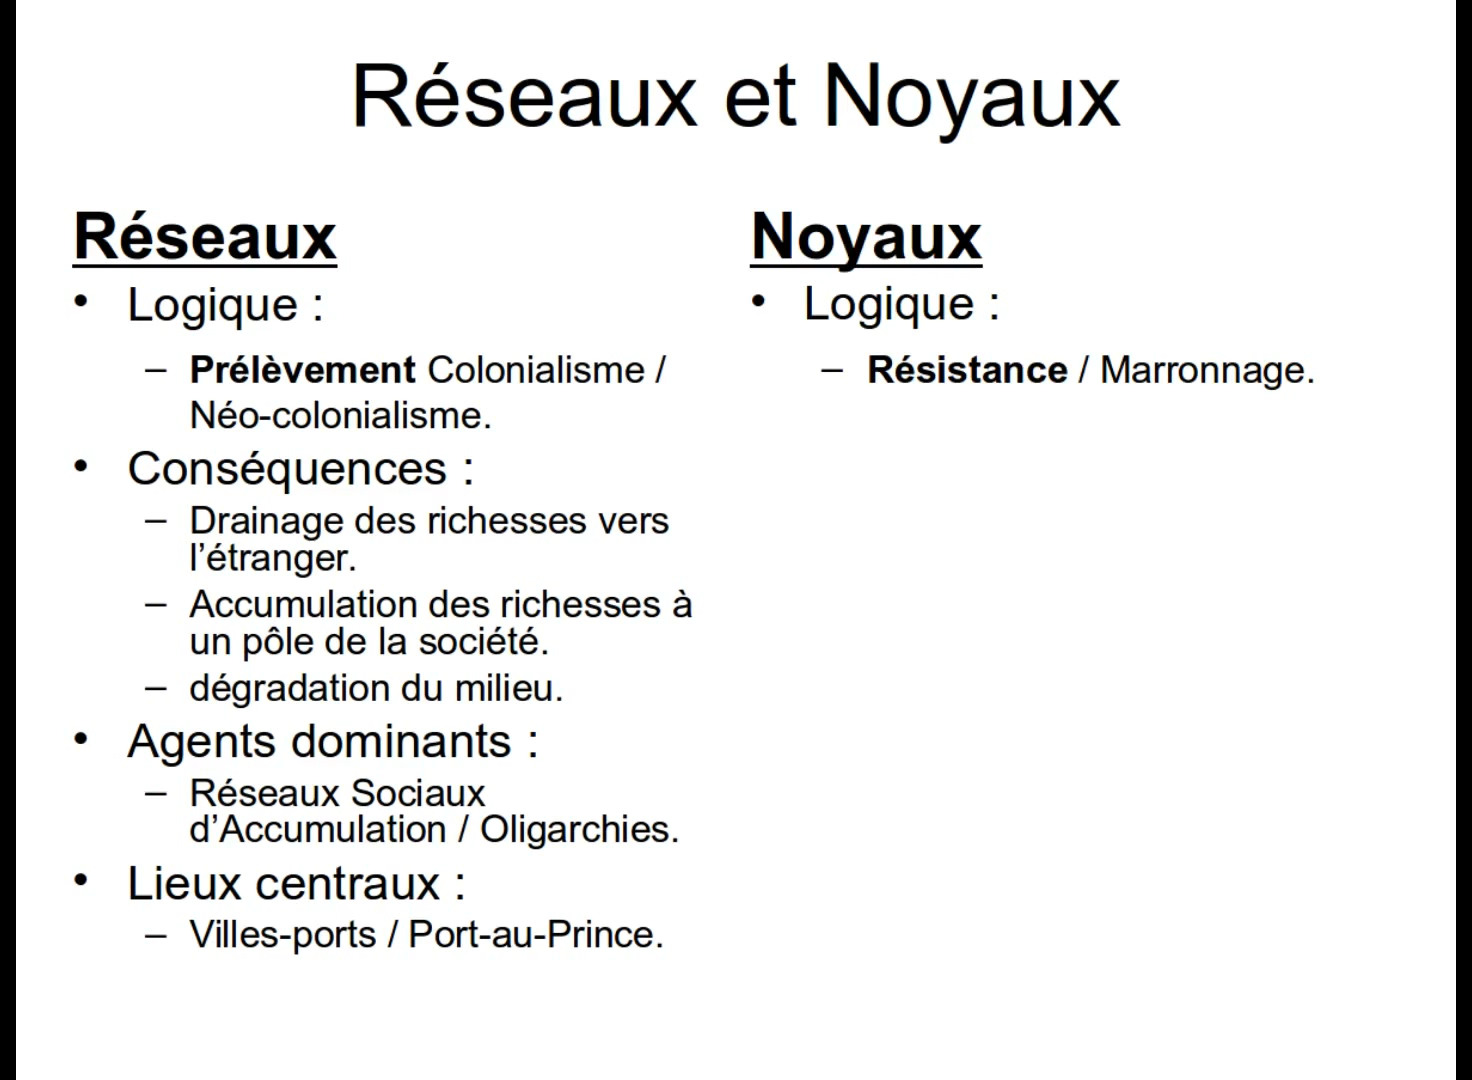 Réseaux et Noyaux
Réseaux
• Logique :
– Prélèvement Colonialisme /
Néo-colonialisme.
• Conséquences :
– Drainage des richesses vers
l’étranger.
– Accumulation des richesses à
un pôle de la société.
– dégradation du milieu.
• Agents dominants :
– Réseaux Sociaux
d’Accumulation / Oligarchies.
• Lieux centraux :
– Villes-ports / Port-au-Prince.
Noyaux
• Logique :
– Résistance / Marronnage.